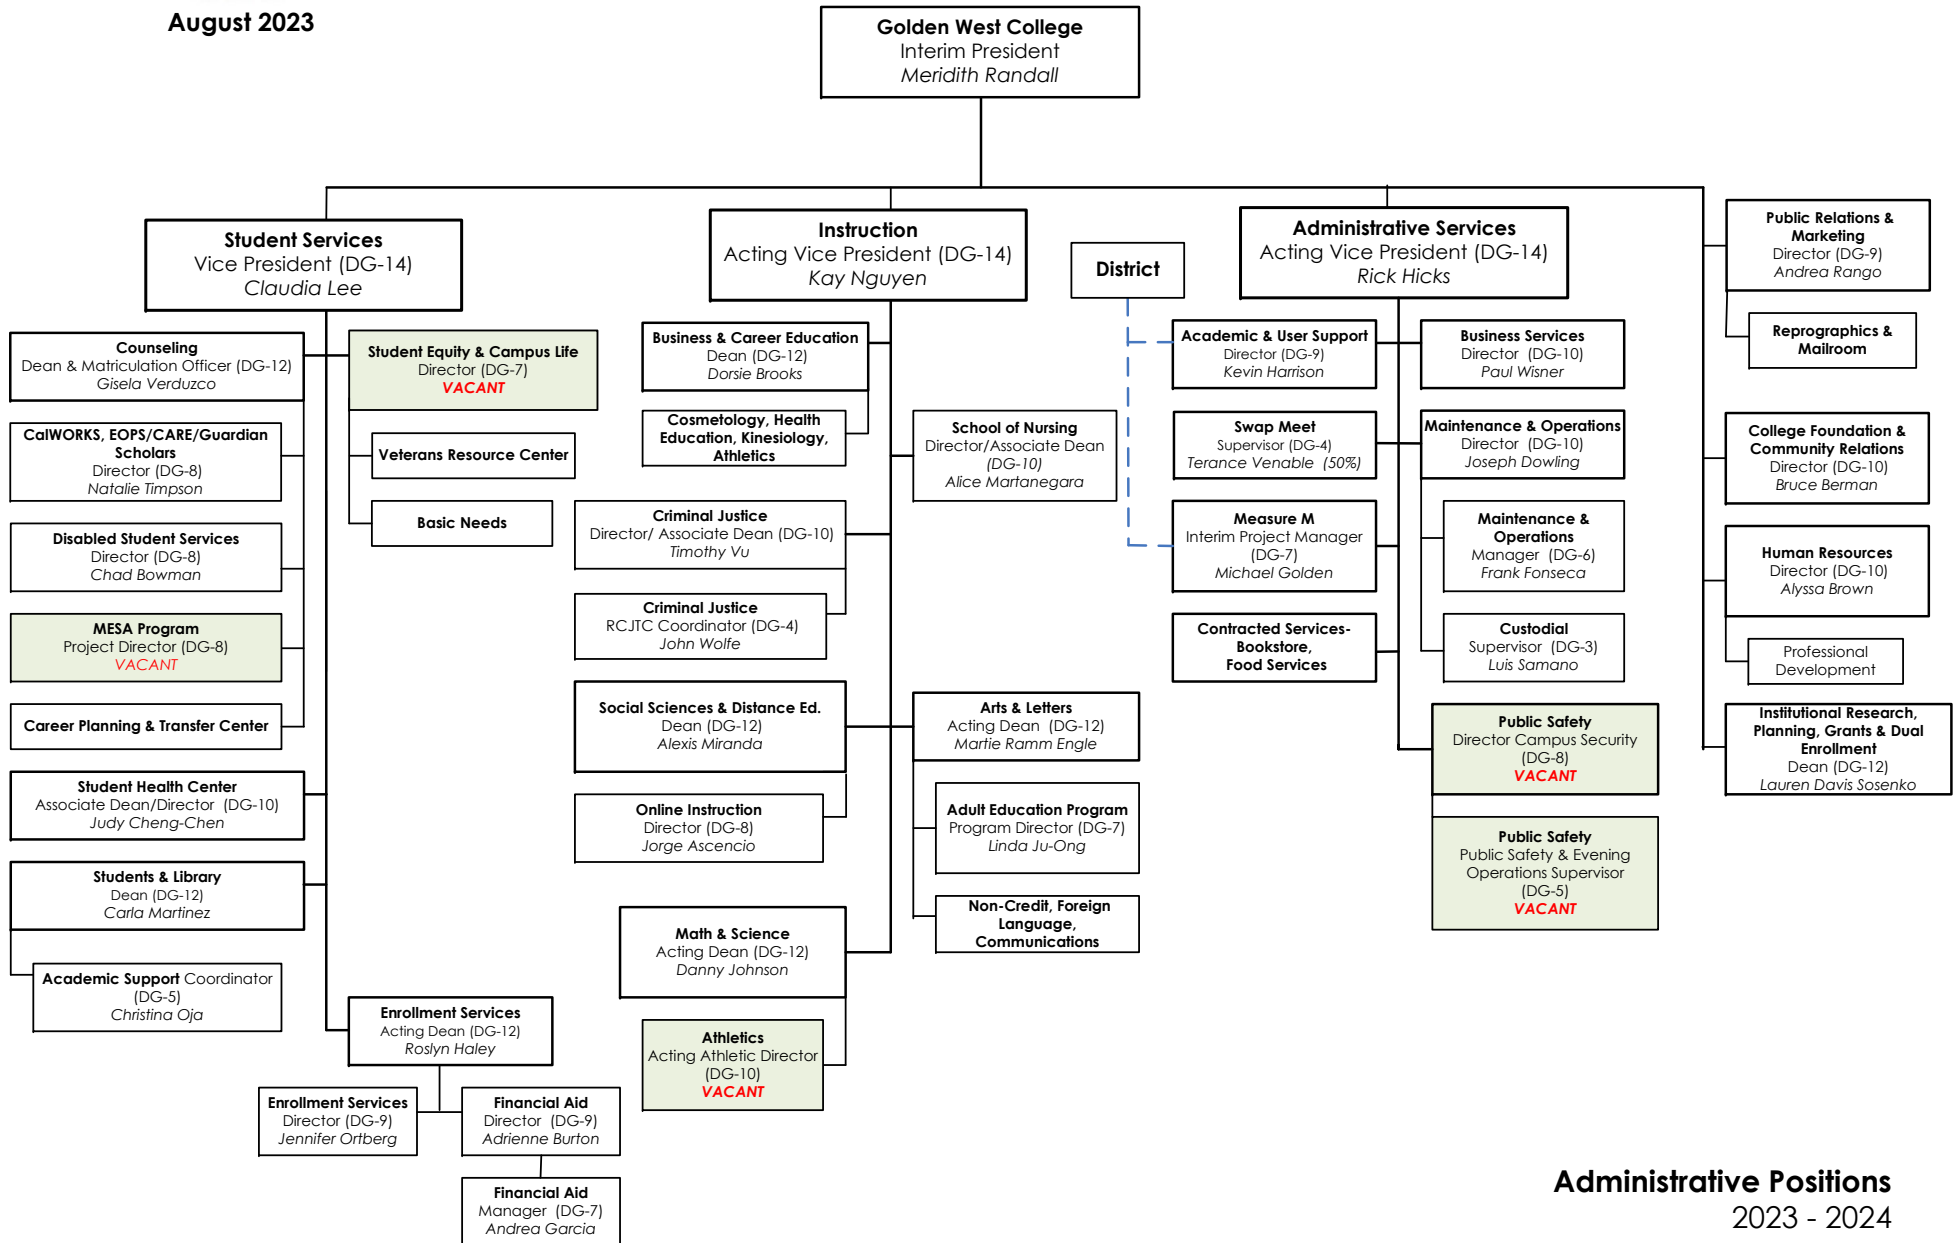 August 2023
Golden West College
Interim President
Meridith Randall
Student Services
Vice President (DG-14)
Claudia Lee
Counseling
Dean & Matriculation Officer (DG-12)
Gisela Verduzco
CalWORKS, EOPS/CARE/Guardian
Scholars
Director (DG-8)
Natalie Timpson
Disabled Student Services
Director (DG-8)
Chad Bowman
MESA Program
Project Director (DG-8)
VACANT
Career Planning & Transfer Center
Student Health Center
Associate Dean/Director (DG-10)
Judy Cheng-Chen
Students & Library
Dean (DG-12)
Carla Martinez
Academic Support Coordinator
(DG-5)
Christina Oja
Student Equity & Campus Life
Director (DG-7)
VACANT
Veterans Resource Center
Basic Needs
Enrollment Services
Acting Dean (DG-12)
Roslyn Haley
Enrollment Services
Director (DG-9)
Jennifer Ortberg
Financial Aid
Director (DG-9)
Adrienne Burton
Financial Aid
Manager (DG-7)
Andrea Garcia
Instruction
Acting Vice President (DG-14)
Kay Nguyen
Business & Career Education
Dean (DG-12)
Dorsie Brooks
Cosmetology, Health
Education, Kinesiology,
Athletics
School of Nursing
Director/Associate Dean
(DG-10)
Alice Martanegara
Criminal Justice
Director/ Associate Dean (DG-10)
Timothy Vu
Criminal Justice
RCJTC Coordinator (DG-4)
John Wolfe
Social Sciences & Distance Ed.
Dean (DG-12)
Alexis Miranda
Online Instruction
Director (DG-8)
Jorge Ascencio
Arts & Letters
Acting Dean (DG-12)
Martie Ramm Engle
Adult Education Program
Program Director (DG-7)
Linda Ju-Ong
Non-Credit, Foreign
Language,
Communications
Math & Science
Acting Dean (DG-12)
Danny Johnson
Athletics
Acting Athletic Director
(DG-10)
VACANT
District
Administrative Services
Acting Vice President (DG-14)
Rick Hicks
Academic & User Support
Director (DG-9)
Kevin Harrison
Swap Meet
Supervisor (DG-4)
Terance Venable (50%)
Measure M
Interim Project Manager
(DG-7)
Michael Golden
Contracted Services-
Bookstore,
Food Services
Business Services
Director (DG-10)
Paul Wisner
Maintenance & Operations
Director (DG-10)
Joseph Dowling
Maintenance &
Operations
Manager (DG-6)
Frank Fonseca
Custodial
Supervisor (DG-3)
Luis Samano
Public Safety
Director Campus Security
(DG-8)
VACANT
Public Safety
Public Safety & Evening
Operations Supervisor
(DG-5)
VACANT
Public Relations &
Marketing
Director (DG-9)
Andrea Rango
Reprographics &
Mailroom
College Foundation &
Community Relations
Director (DG-10)
Bruce Berman
Human Resources
Director (DG-10)
Alyssa Brown
Professional
Development
Institutional Research,
Planning, Grants & Dual
Enrollment
Dean (DG-12)
Lauren Davis Sosenko
Administrative Positions
2023 - 2024